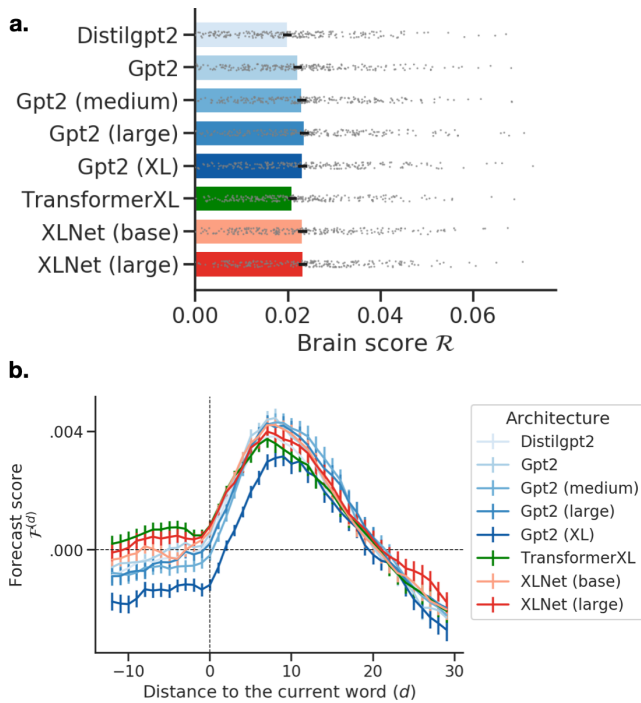 a.
Distilgpt2
Gpt2
Gpt2 (medium)
Gpt2 (large)
Gpt2 (XL)
TransformerXL
XLNet (base)
XLNet (large)
0.00 0.02 0.04 0.06
Brain score R
b.
Forecast score
F(d)
.004
.000
−10 0 10 20 30
Distance to the current word (d)
Architecture
Distilgpt2
Gpt2
Gpt2 (medium)
Gpt2 (large)
Gpt2 (XL)
TransformerXL
XLNet (base)
XLNet (large)